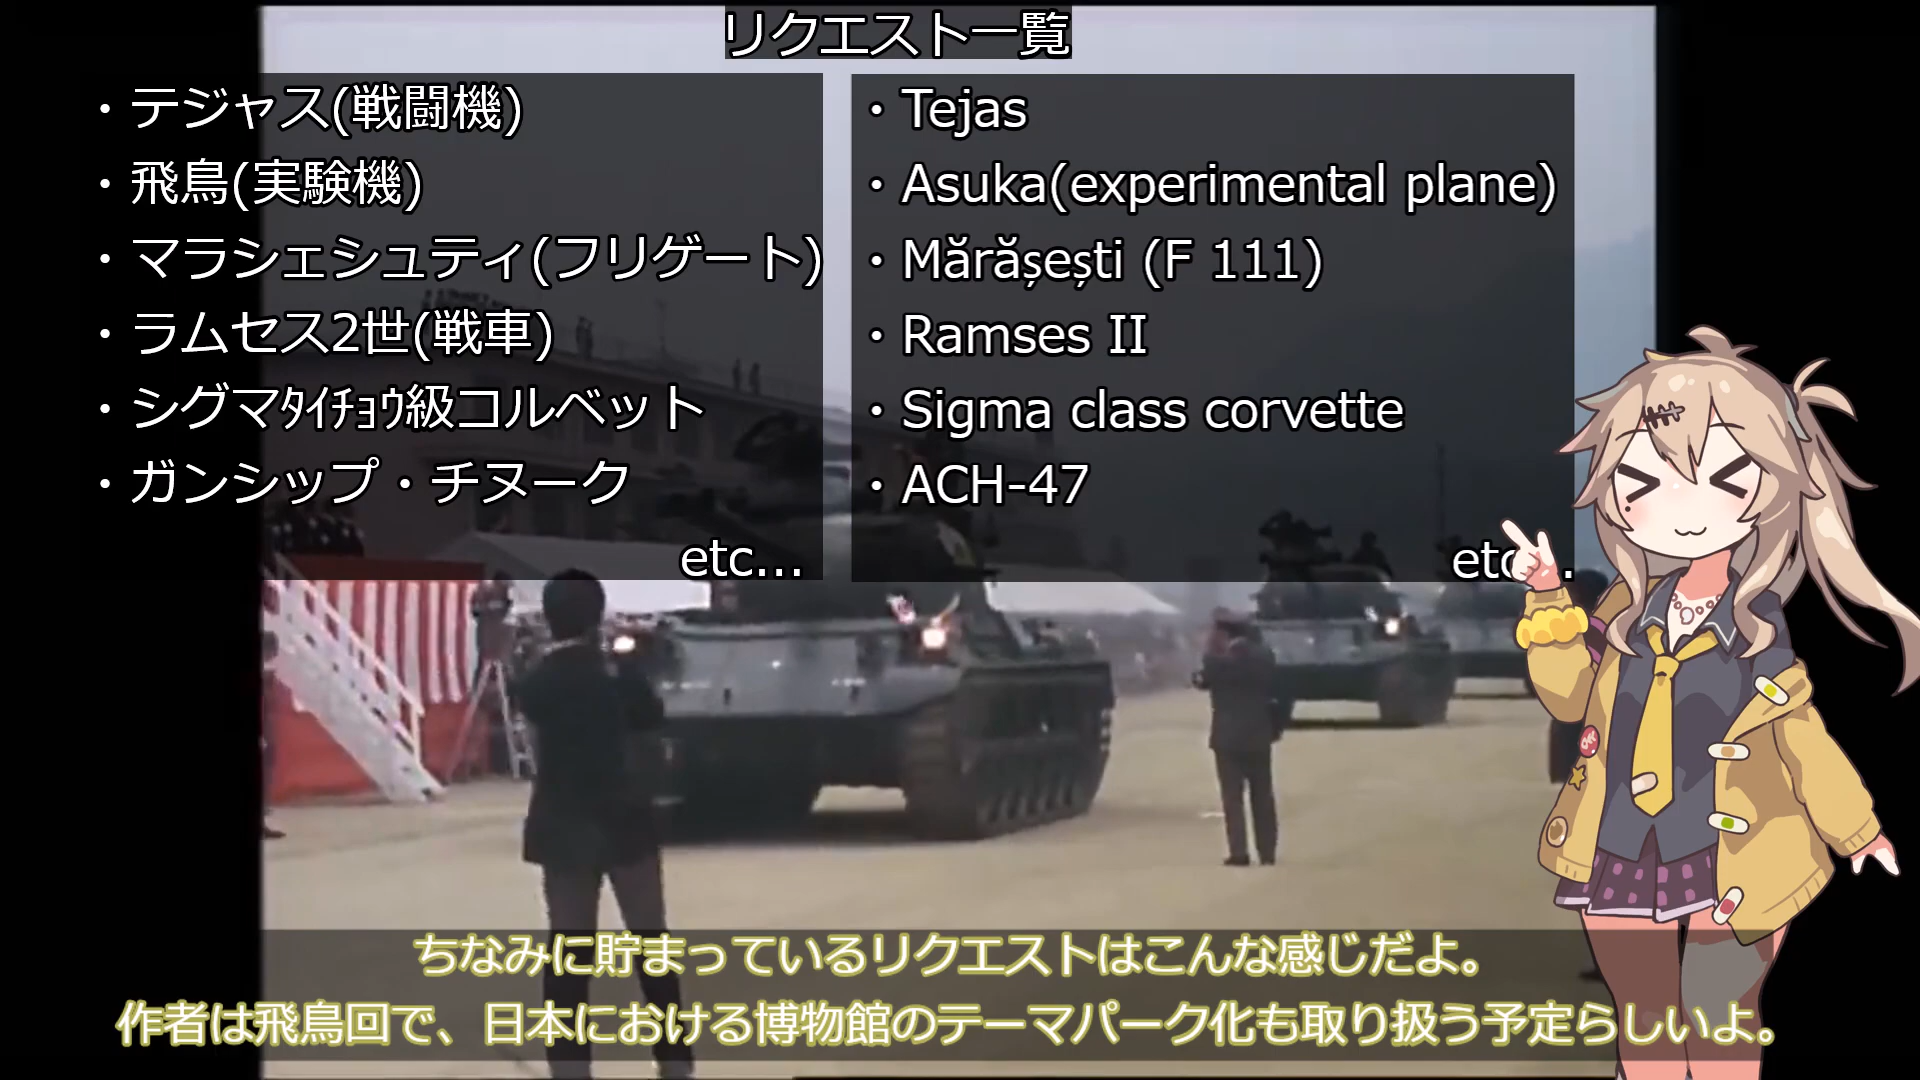 リクエスト一覧
・テジャス(戦闘機)
・飛鳥(実験機)
・マラシェシュティ(フリゲート)
・ラムセス2世(戦車)
・シグマﾀｲﾁｮｳ級コルベット
・ガンシップ・チヌーク
etc…
・Tejas
・Asuka(experimental plane)
・Mărășești (F 111)
・Ramses II
・Sigma class corvette
・ACH-47
etc…
ちなみに貯まっているリクエストはこんな感じだよ。
作者は飛鳥回で、日本における博物館のテーマパーク化も取り扱う予定らしいよ。